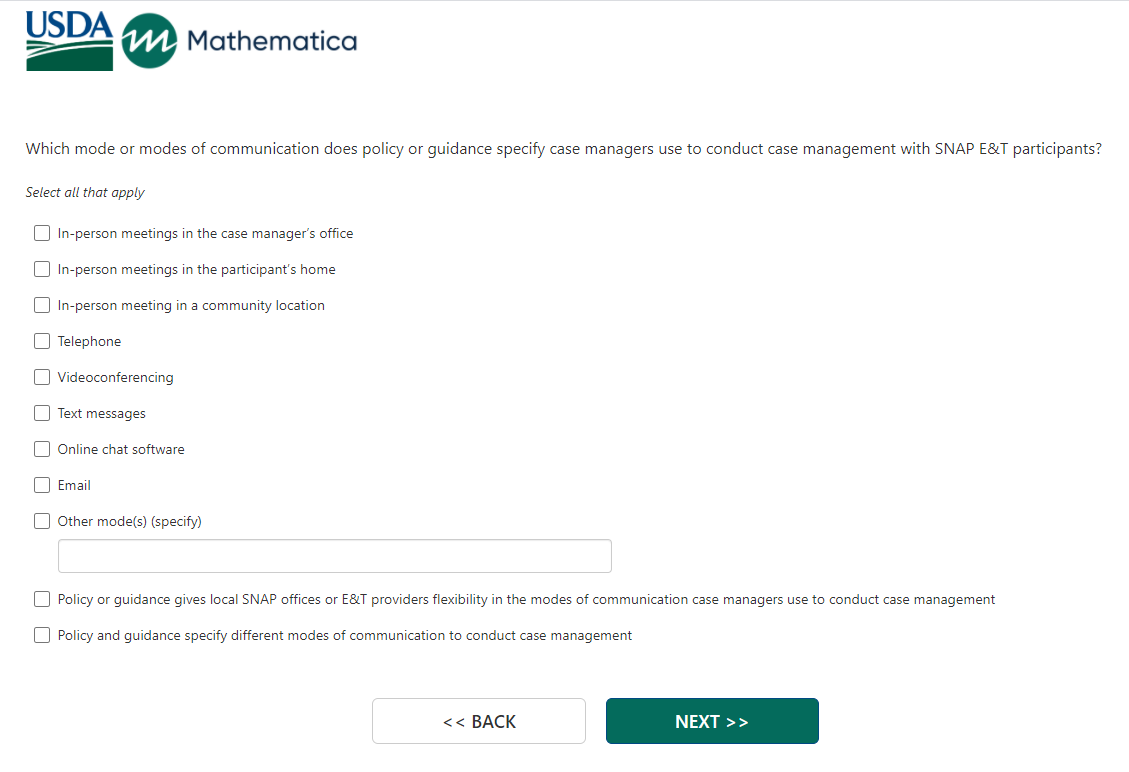 USDA
m Mathematica
Which mode or modes of communication does policy or guidance specify case managers use to conduct case management with SNAP E&T participants?
Select all that apply
In-person meetings in the case manager's office
In-person meetings in the participant's home
In-person meeting in a community location
Telephone
Videoconferencing
Text messages
Online chat software
Email
Other mode(s) (specify)
Policy or guidance gives local SNAP offices or E&T providers flexibility in the modes of communication case managers use to conduct case management
Policy and guidance specify different modes of communication to conduct case management
<< BACK
NEXT >>